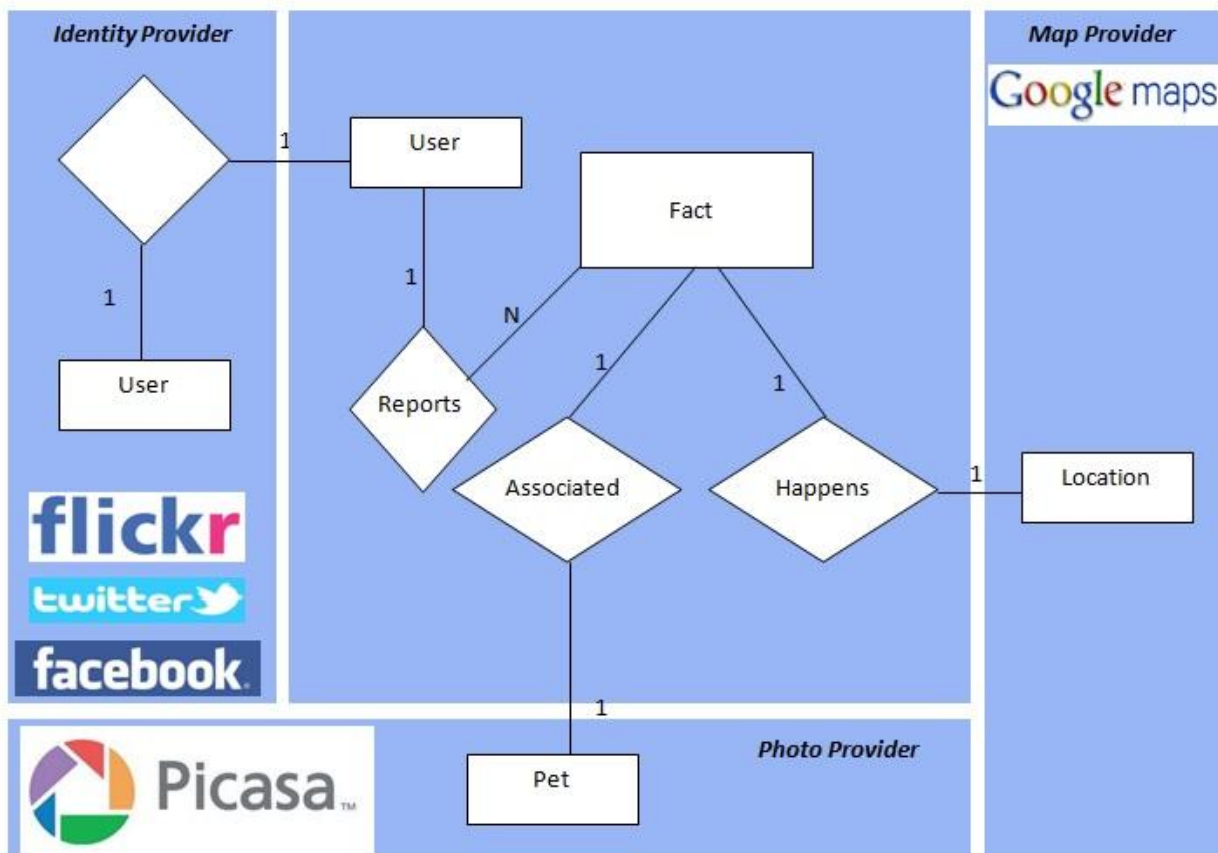 Identity Provider
Map Provider
Google maps
1
User
Fact
1
1
N
1
1
User
Reports
Associated
Happens
1
Location
flickr
twitter
facebook.
1
Photo Provider
Picasa™
Pet